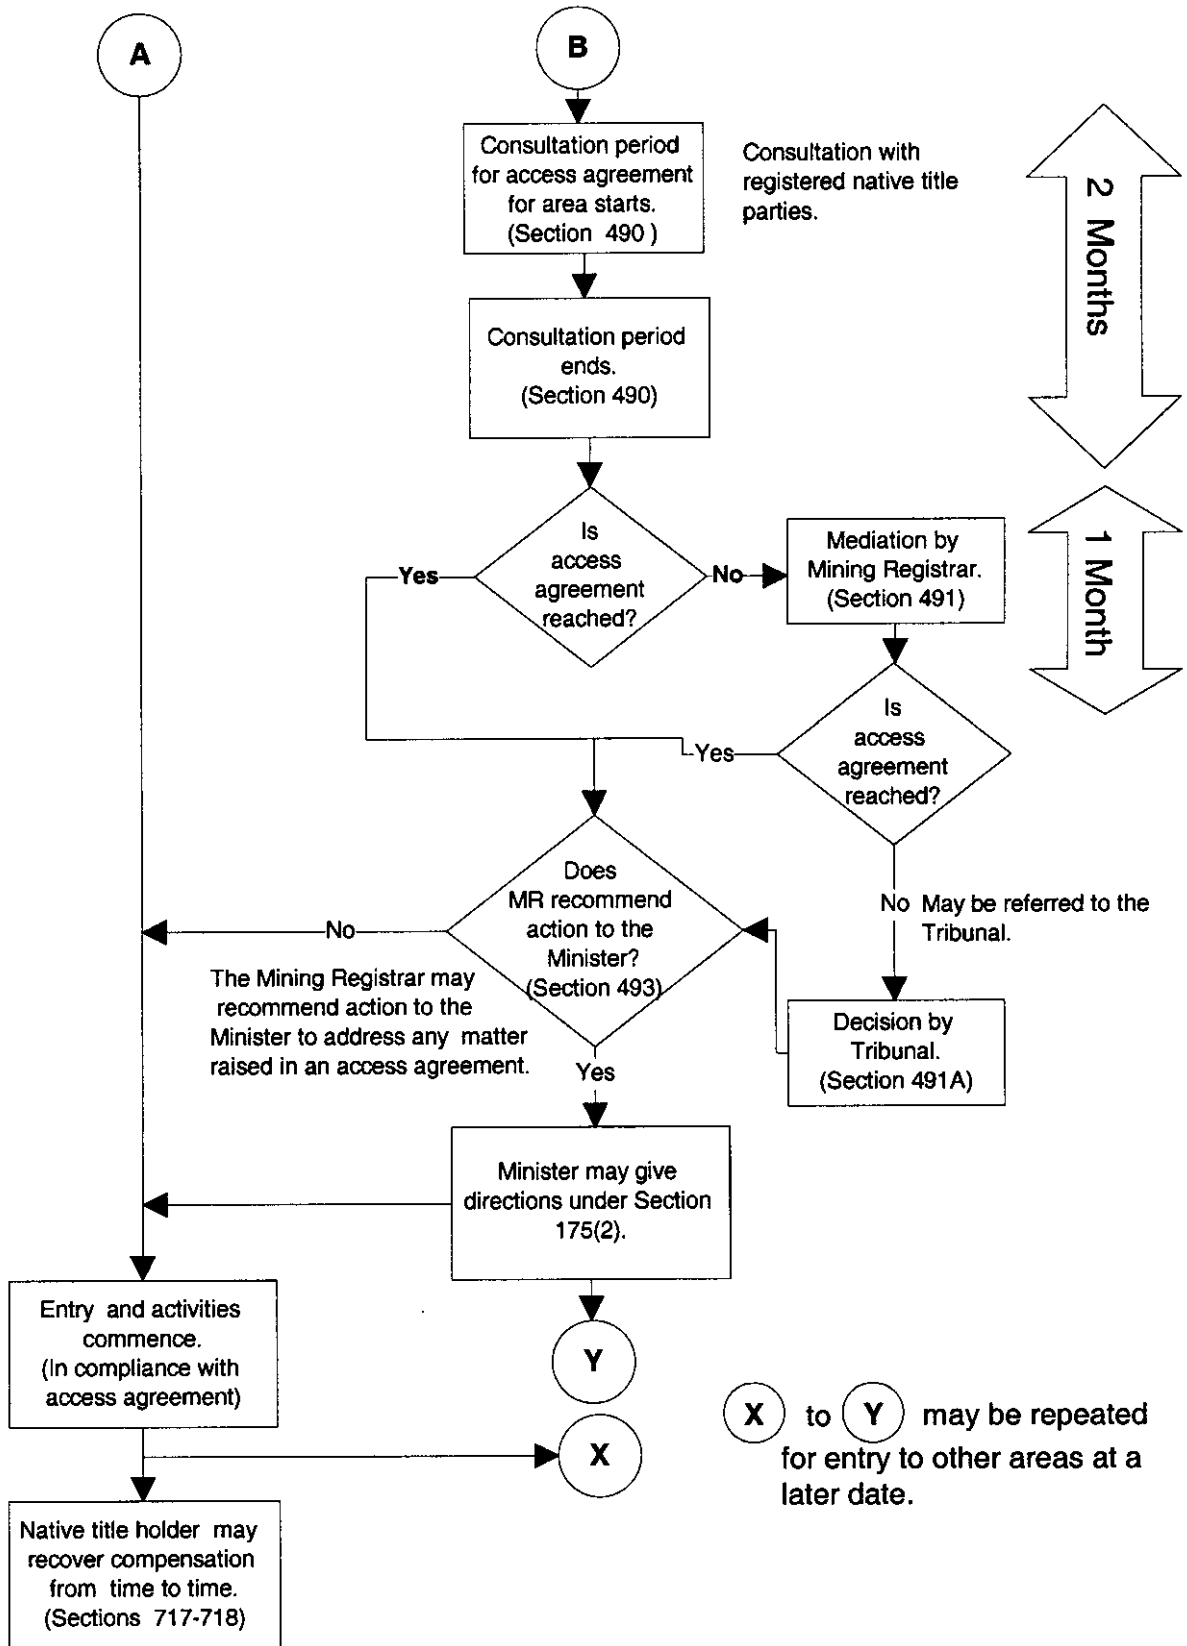 A
B
Consultation period
for access agreement
for area starts.
(Section 490 )
Consultation with
registered native title
parties.
2 Months
Consultation period
ends.
(Section 490)
Is
access
agreement
reached?
Yes
No
Mediation by
Mining Registrar.
(Section 491)
1 Month
Is
access
agreement
reached?
Yes
No May be referred to the
Tribunal.
Does
MR recommend
action to the
Minister?
(Section 493)
No
The Mining Registrar may
recommend action to the
Minister to address any matter
raised in an access agreement.
Yes
Decision by
Tribunal.
(Section 491A)
Minister may give
directions under Section
175(2).
Entry and activities
commence.
(In compliance with
access agreement)
Y
X
X to Y may be repeated
for entry to other areas at a
later date.
Native title holder may
recover compensation
from time to time.
(Sections 717-718)